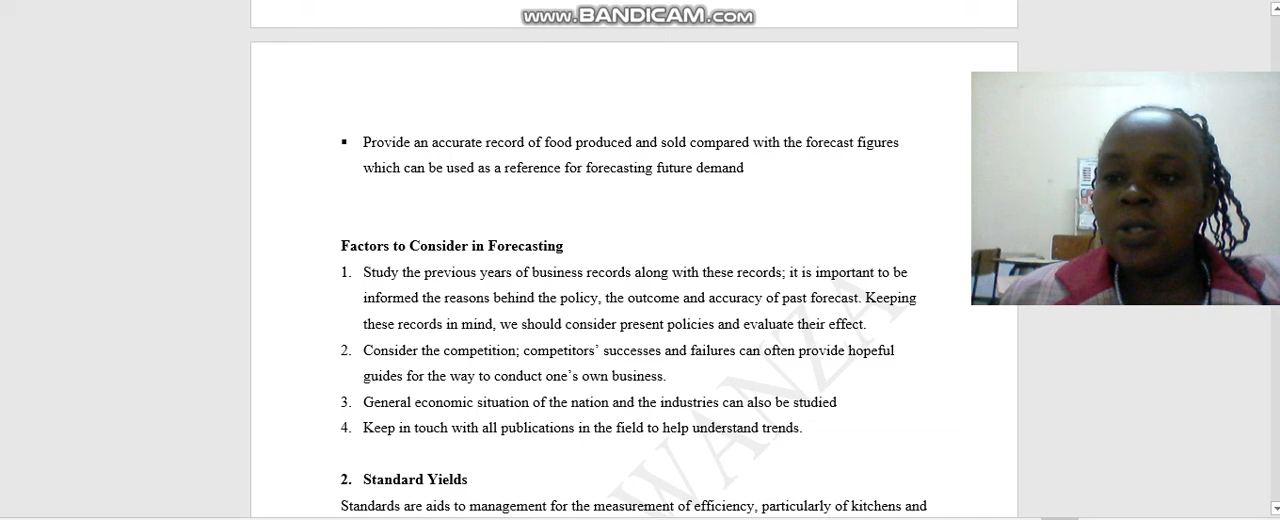 www.BANDICAM.com
▪ Provide an accurate record of food produced and sold compared with the forecast figures
which can be used as a reference for forecasting future demand
Factors to Consider in Forecasting
1. Study the previous years of business records along with these records; it is important to be
informed the reasons behind the policy, the outcome and accuracy of past forecast. Keeping
these records in mind, we should consider present policies and evaluate their effect.
2. Consider the competition; competitors’ successes and failures can often provide hopeful
guides for the way to conduct one’s own business.
3. General economic situation of the nation and the industries can also be studied
4. Keep in touch with all publications in the field to help understand trends.
2. Standard Yields
Standards are aids to management for the measurement of efficiency, particularly of kitchens and
WANZA